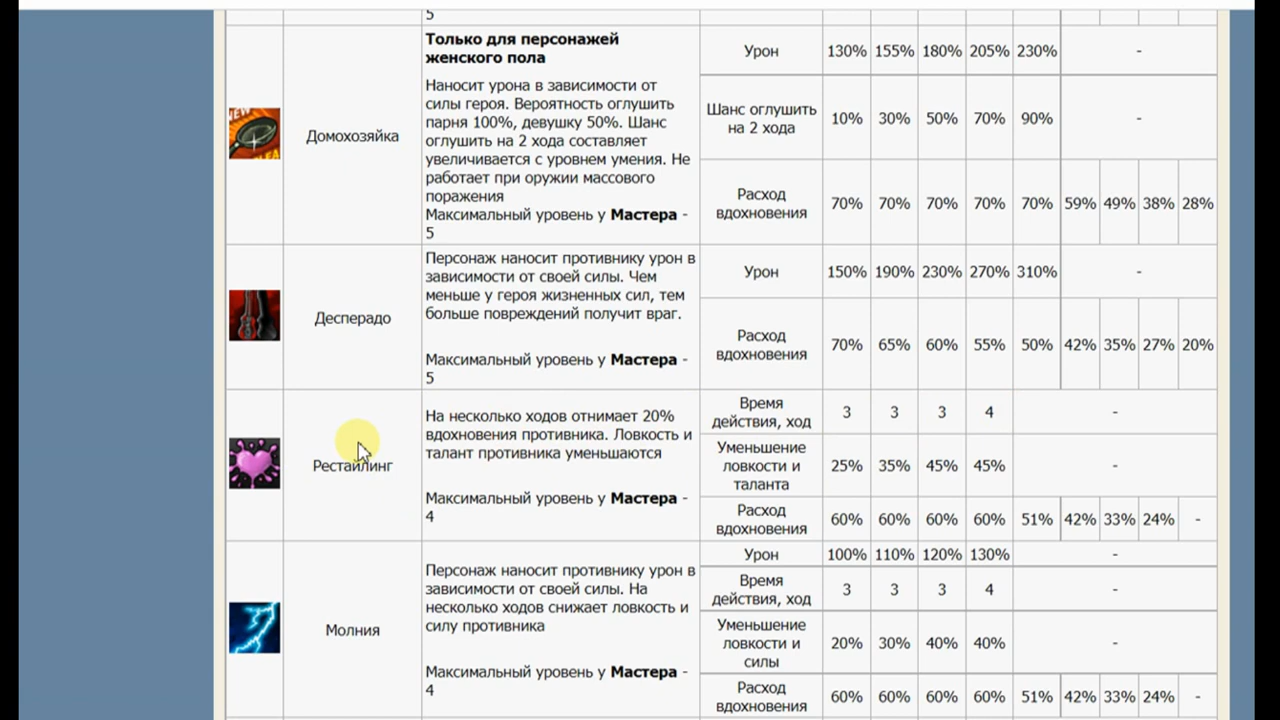 5
Домохозяйка
Только для персонажей
женского пола
Наносит урона в зависимости от
силы героя. Вероятность оглушить
парня 100%, девушку 50%. Шанс
оглушить на 2 хода составляет
увеличивается с уровнем умения. Не
работает при оружии массового
поражения
Максимальный уровень у Мастера -
5
Урон 130% 155% 180% 205% 230% -
Шанс оглушить
на 2 хода
10% 30% 50% 70% 90% -
Расход
вдохновения
70% 70% 70% 70% 70% 59% 49% 38% 28%
Десперадо
Персонаж наносит противнику урон в
зависимости от своей силы. Чем
меньше у героя жизненных сил, тем
больше повреждений получит враг.
Максимальный уровень у Мастера -
5
Урон 150% 190% 230% 270% 310% -
Расход
вдохновения
70% 65% 60% 55% 50% 42% 35% 27% 20%
Рестайлинг
На несколько ходов отнимает 20%
вдохновения противника. Ловкость и
талант противника уменьшаются
Максимальный уровень у Мастера -
4
Время
действия, ход
3 3 3 4 -
Уменьшение
ловкости и
таланта
25% 35% 45% 45% -
Расход
вдохновения
60% 60% 60% 60% 51% 42% 33% 24% -
Молния
Персонаж наносит противнику урон в
зависимости от своей силы. На
несколько ходов снижает ловкость и
силу противника
Максимальный уровень у Мастера -
4
Урон 100% 110% 120% 130% -
Время
действия, ход
3 3 3 4 -
Уменьшение
ловкости и
силы
20% 30% 40% 40% -
Расход
вдохновения
60% 60% 60% 60% 51% 42% 33% 24% -